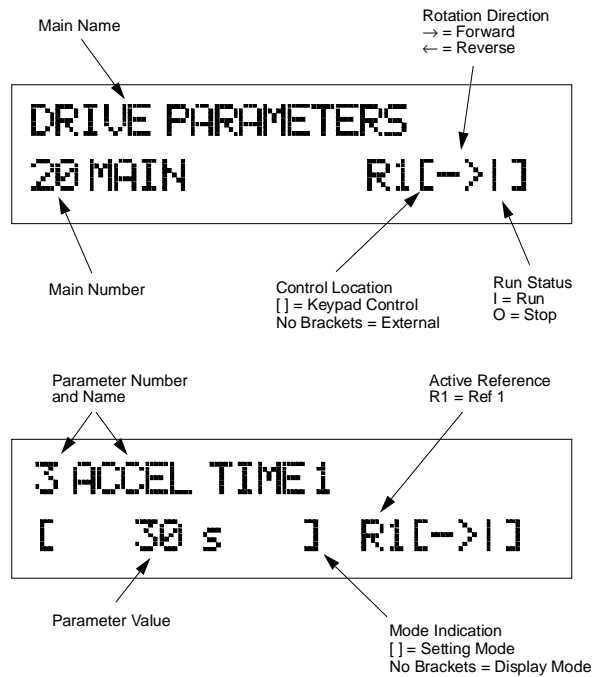 Main Name
Rotation Direction
→ = Forward
← = Reverse
DRIVE PARAMETERS
20 MAIN R1[->| ]
Main Number
Control Location
[ ] = Keypad Control
No Brackets = External
Run Status
I = Run
O = Stop
Parameter Number
and Name
Active Reference
R1 = Ref 1
3 ACCEL TIME 1
[ 30 s ] R1[->| ]
Parameter Value
Mode Indication
[ ] = Setting Mode
No Brackets = Display Mode